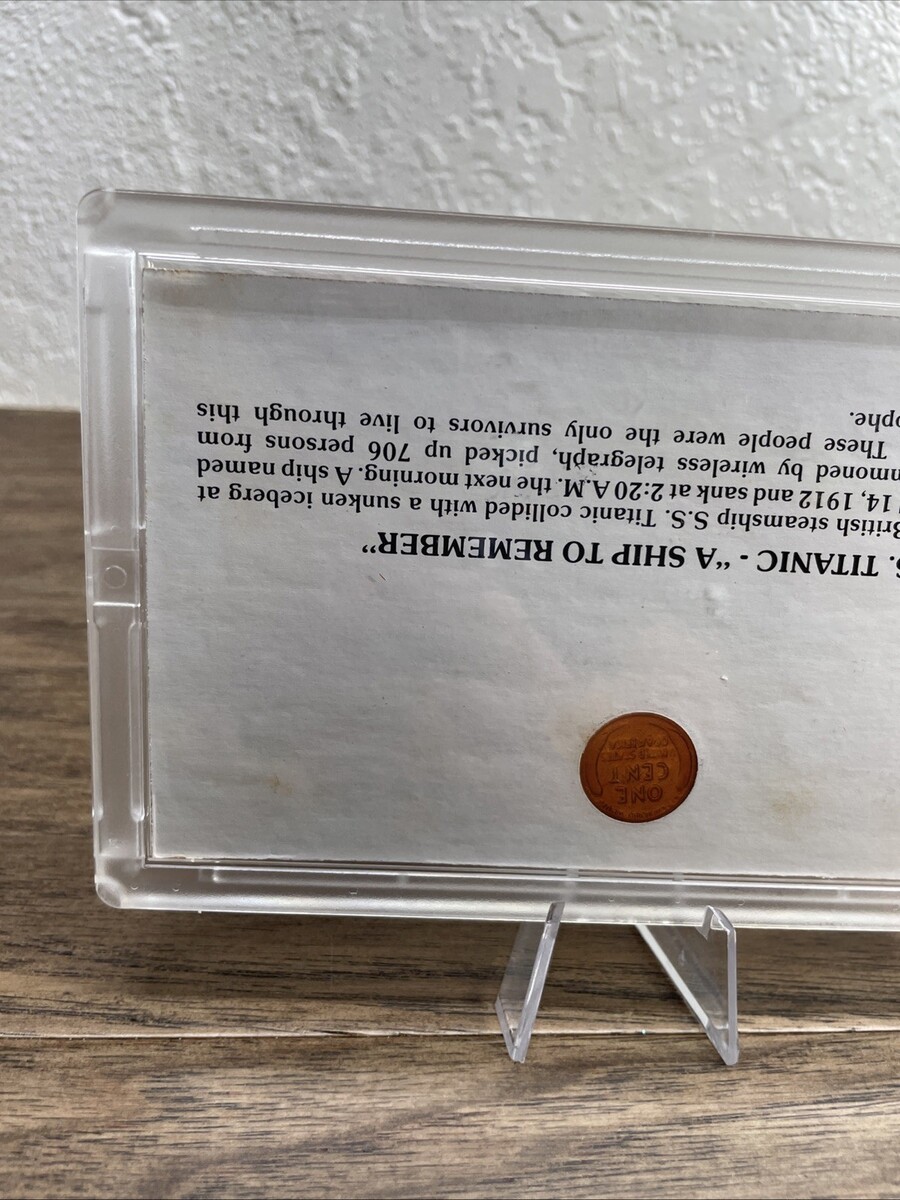 ONE
CENT
UNITED STATES
OF AMERICA
S. TITANIC - “A SHIP TO REMEMBER”
British steamship S.S. Titanic collided with a sunken iceberg at
14, 1912 and sank at 2:20 A.M. the next morning. A ship named
mmoned by wireless telegraph, picked up 706 persons from
These people were the only survivors to live through this
ophe.